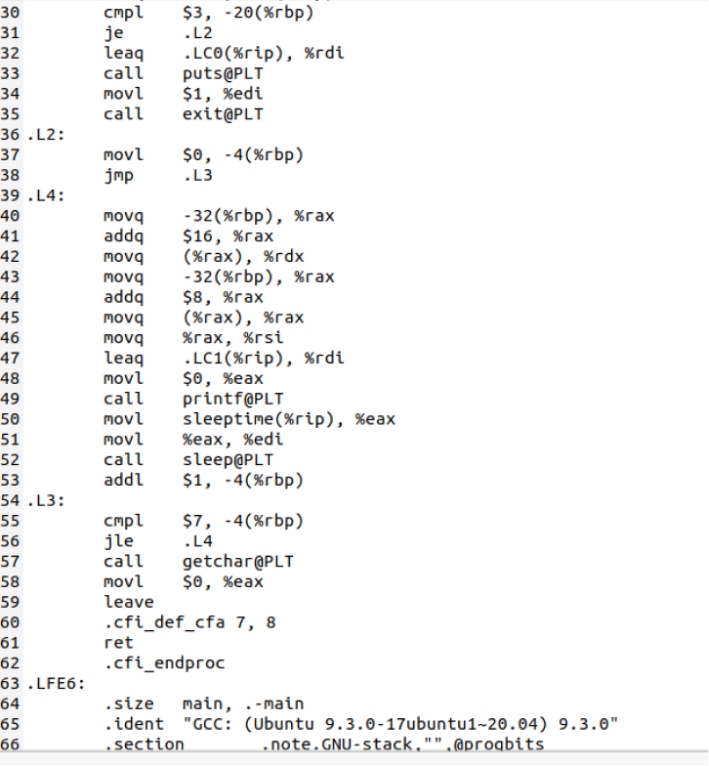 30 cmpl $3, -20(%rbp)
31 je .L2
32 leaq .LC0(%rip), %rdi
33 call puts@PLT
34 movl $1, %edi
35 call exit@PLT
36 .L2:
37 movl $0, -4(%rbp)
38 jmp .L3
39 .L4:
40 movq -32(%rbp), %rax
41 addq $16, %rax
42 movq (%rax), %rdx
43 movq -32(%rbp), %rax
44 addq $8, %rax
45 movq (%rax), %rax
46 movq %rax, %rsi
47 leaq .LC1(%rip), %rdi
48 movl $0, %eax
49 call printf@PLT
50 movl sleeptime(%rip), %eax
51 movl %eax, %edi
52 call sleep@PLT
53 addl $1, -4(%rbp)
54 .L3:
55 cmpl $7, -4(%rbp)
56 jle .L4
57 call getchar@PLT
58 movl $0, %eax
59 leave
60 .cfi_def_cfa 7, 8
61 ret
62 .cfi_endproc
63 .LFE6:
64 .size main, .-main
65 .ident "GCC: (Ubuntu 9.3.0-17ubuntu1~20.04) 9.3.0"
66 .section .note.GNU-stack,"",@progbits